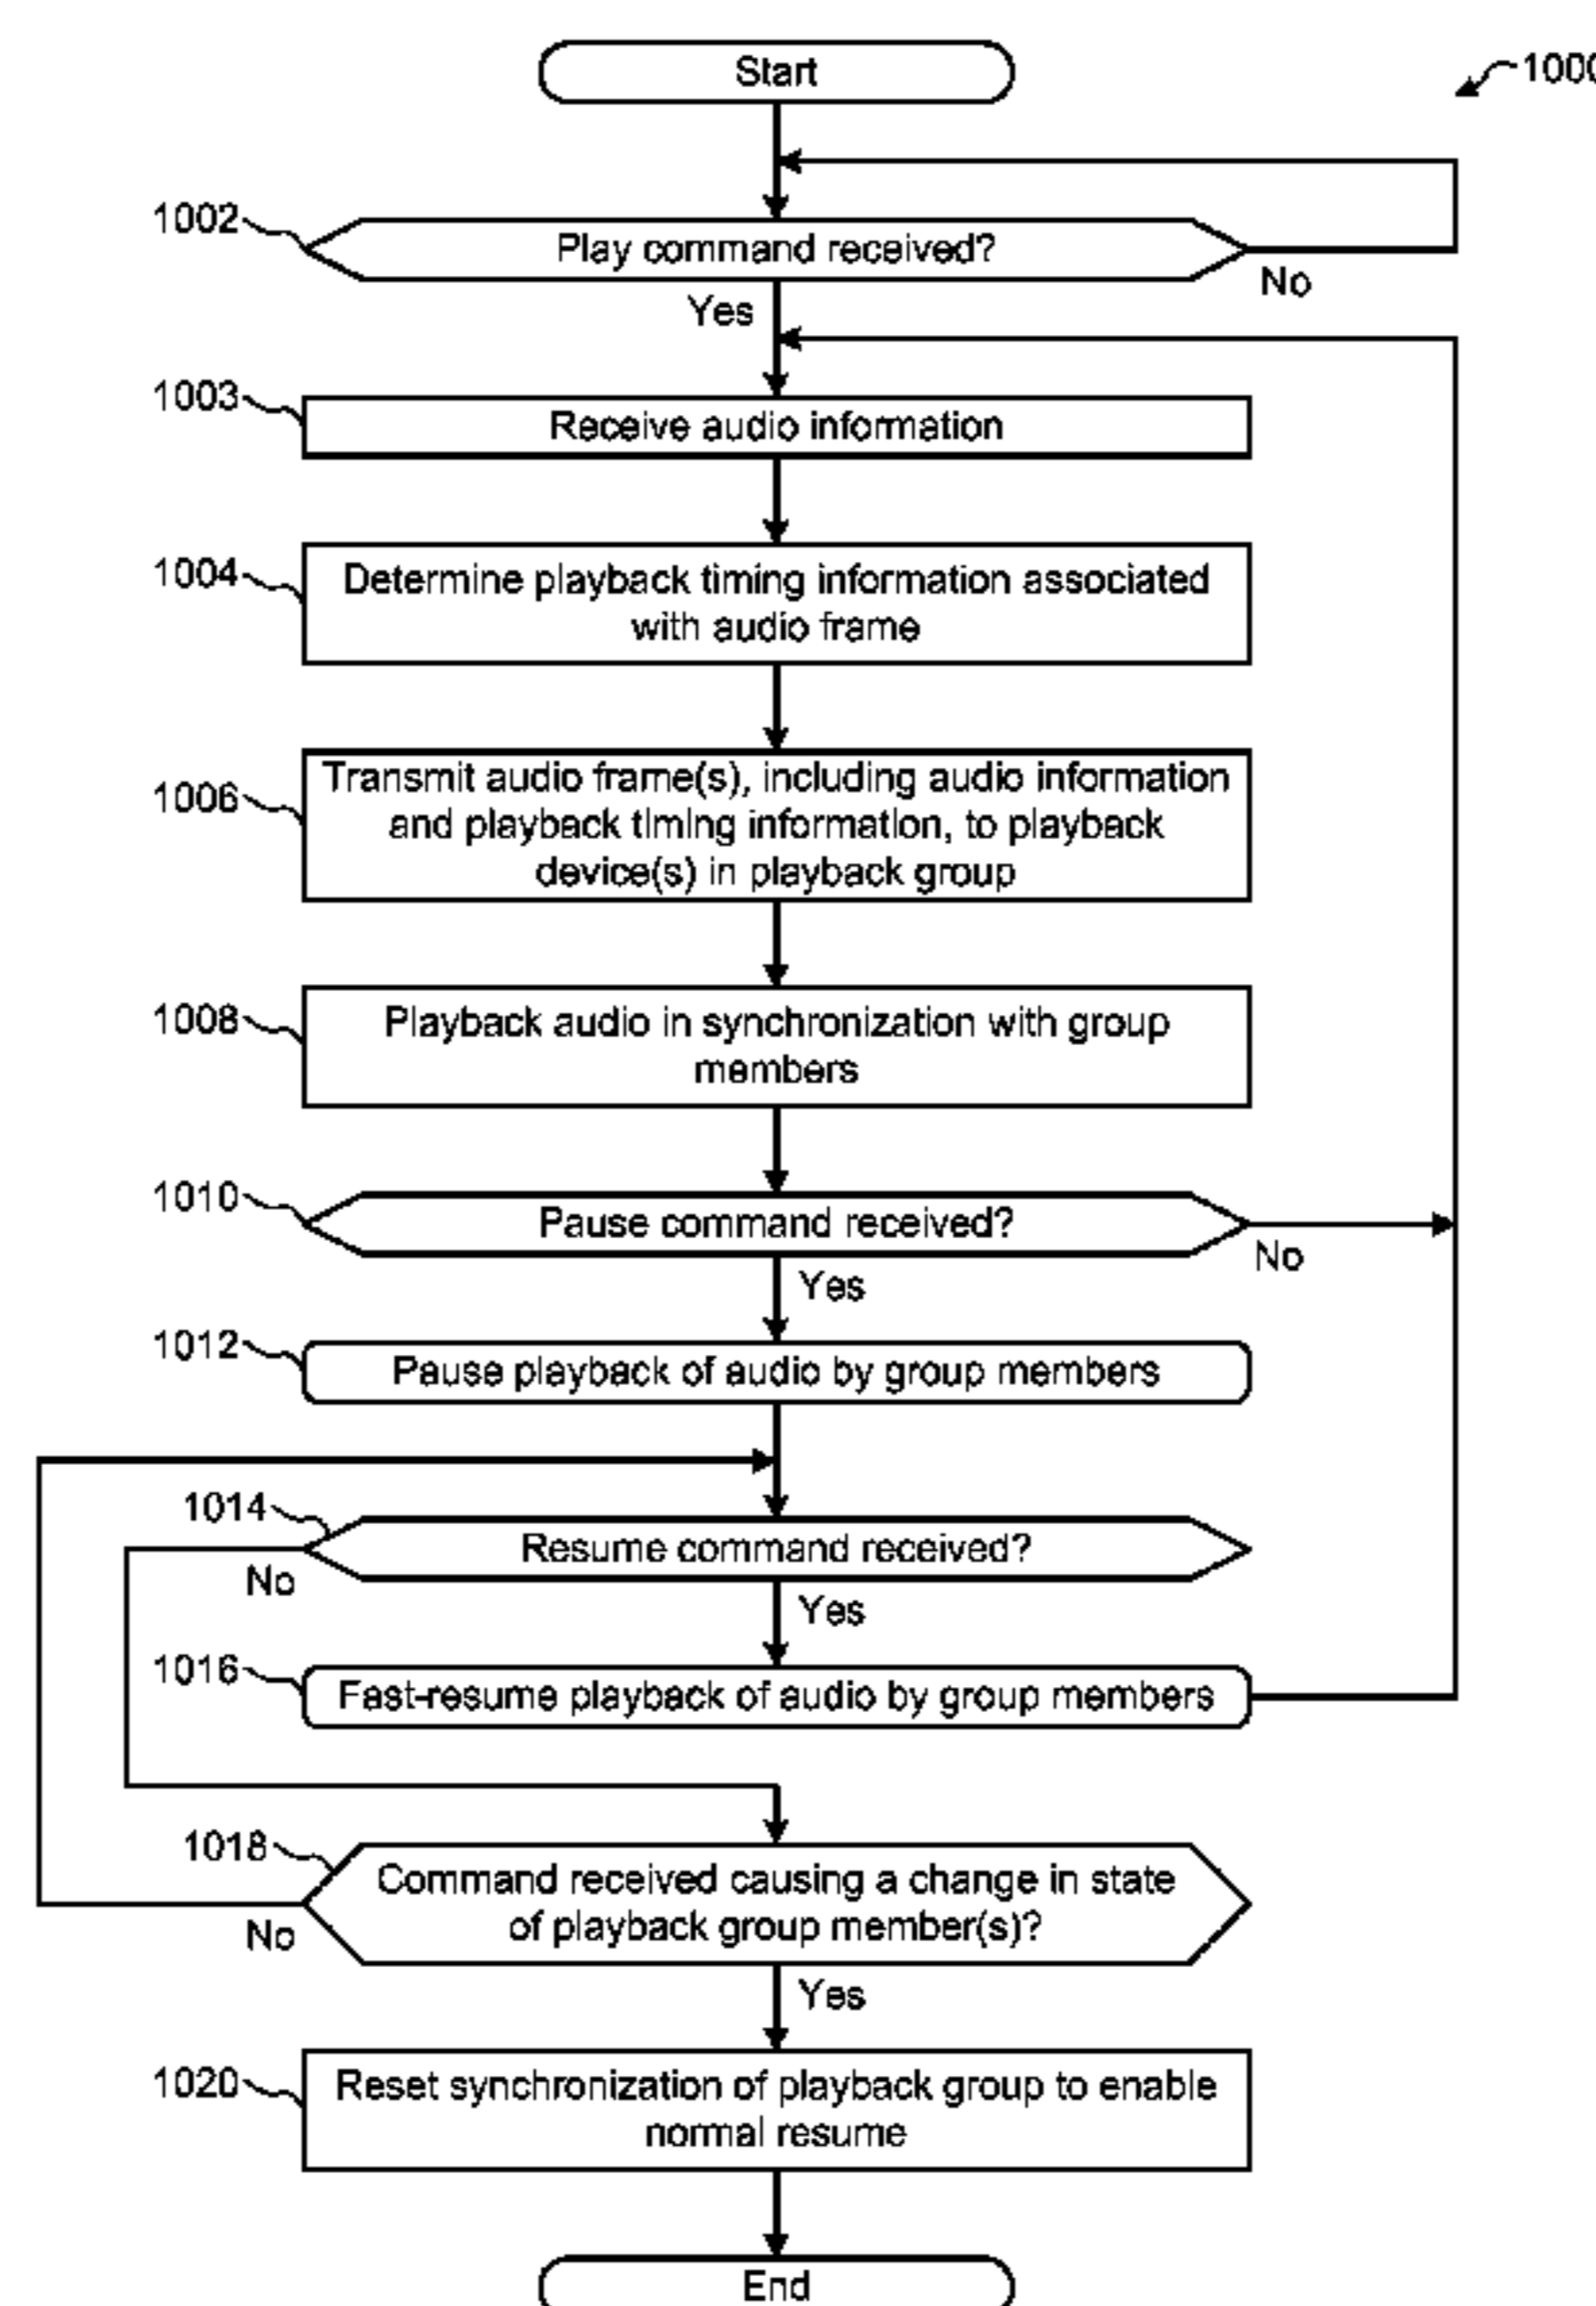 Start
1000
1002
Play command received?
No
Yes
1003
Receive audio information
1004
Determine playback timing information associated
with audio frame
1006
Transmit audio frame(s), including audio information
and playback timing information, to playback
device(s) in playback group
1008
Playback audio in synchronization with group
members
1010
Pause command received?
No
Yes
1012
Pause playback of audio by group members
1014
Resume command received?
No
Yes
1016
Fast-resume playback of audio by group members
1018
Command received causing a change in state
of playback group member(s)?
No
Yes
1020
Reset synchronization of playback group to enable
normal resume
End